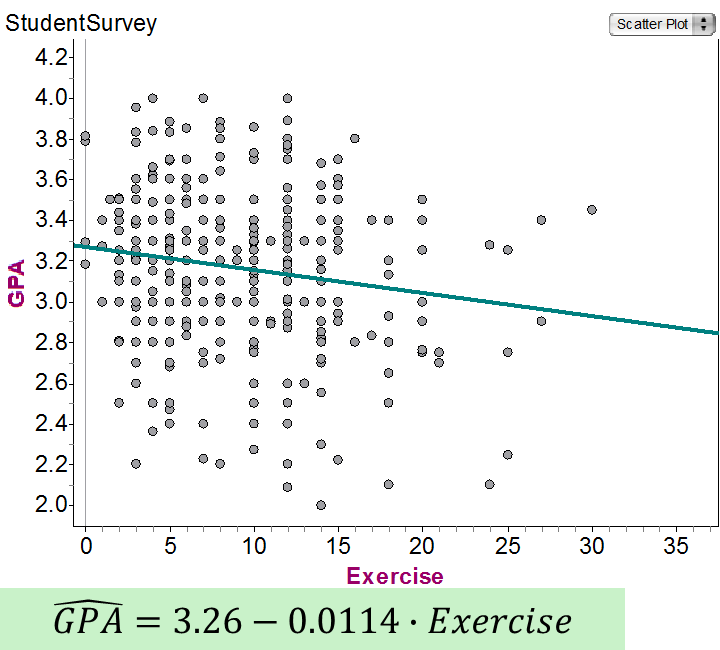 StudentSurvey
Scatter Plot
4.2
4.0
3.8
3.6
3.4
3.2
3.0
2.8
2.6
2.4
2.2
2.0
GPA
0 5 10 15 20 25 30 35
Exercise
$\widehat{GPA} = 3.26 - 0.0114 \cdot Exercise$